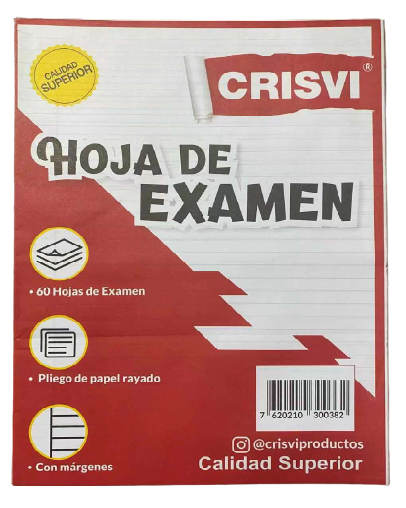 CALIDAD
SUPERIOR
CRISVI®
HOJA DE
EXAMEN
• 60 Hojas de Examen
• Pliego de papel rayado
• Con márgenes
7 620210 300382
@crisviproductos
Calidad Superior